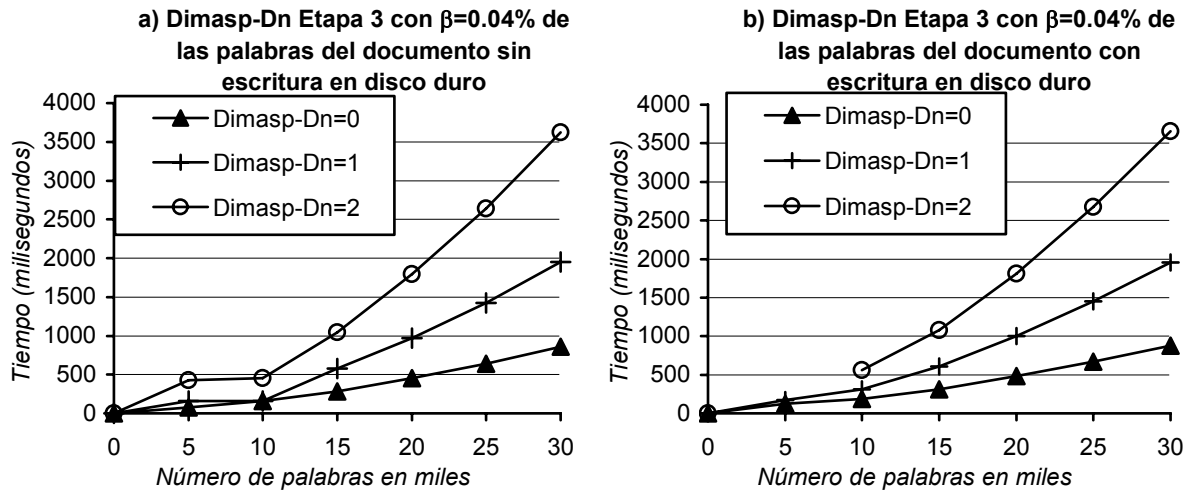 a) Dimasp-Dn Etapa 3 con β=0.04% de
las palabras del documento sin
escritura en disco duro
4000
3500
3000
2500
2000
1500
1000
500
0
Tiempo (milisegundos)
Dimasp-Dn=0
Dimasp-Dn=1
Dimasp-Dn=2
0 5 10 15 20 25 30
Número de palabras en miles
b) Dimasp-Dn Etapa 3 con β=0.04% de
las palabras del documento con
escritura en disco duro
4000
3500
3000
2500
2000
1500
1000
500
0
Tiempo (milisegundos)
Dimasp-Dn=0
Dimasp-Dn=1
Dimasp-Dn=2
0 5 10 15 20 25 30
Número de palabras en miles